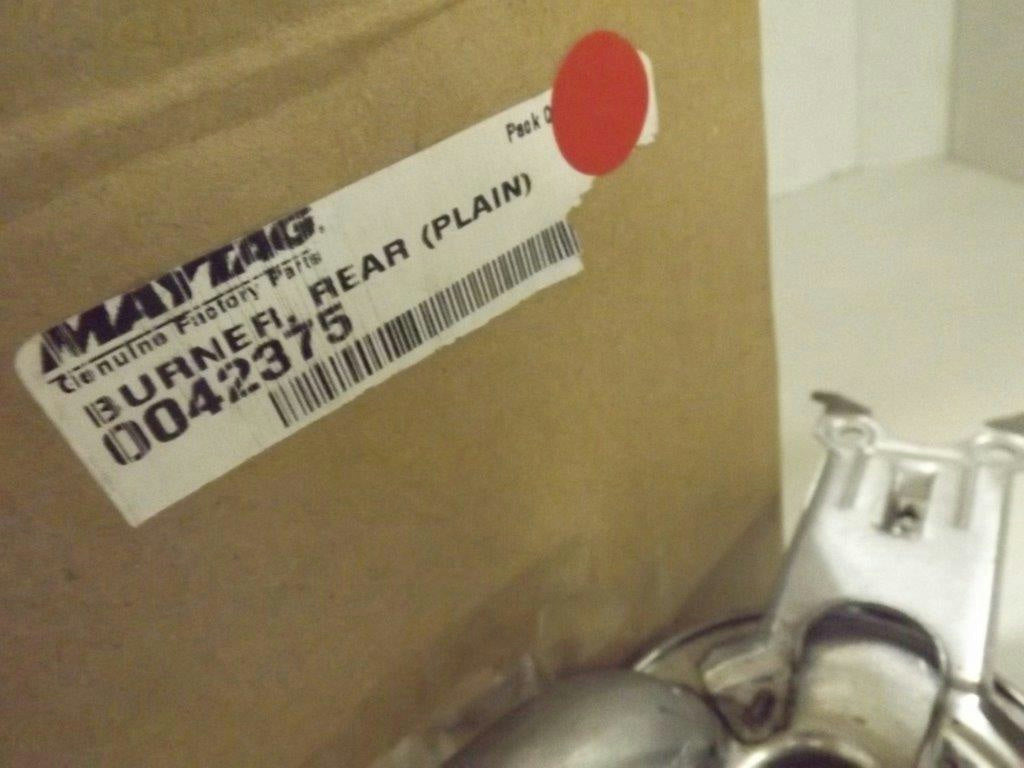 Pack Q
MAYTAG.
Genuine Factory Parts
BURNER, REAR (PLAIN)
0042375